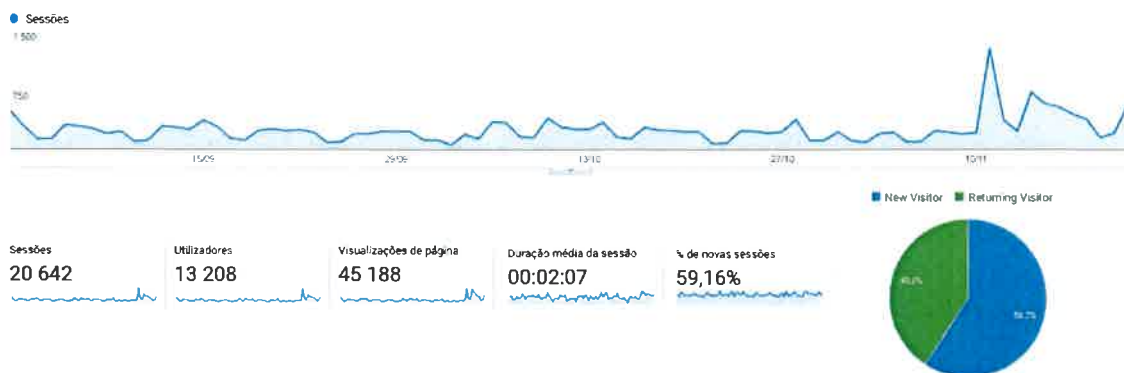 Sessões
1 500
750
15/09
29/09
13/10
27/10
10/11
New Visitor
Returning Visitor
Sessões
20 642
Utilizadores
13 208
Visualizações de página
45 188
Duração média da sessão
00:02:07
% de novas sessões
59,16%